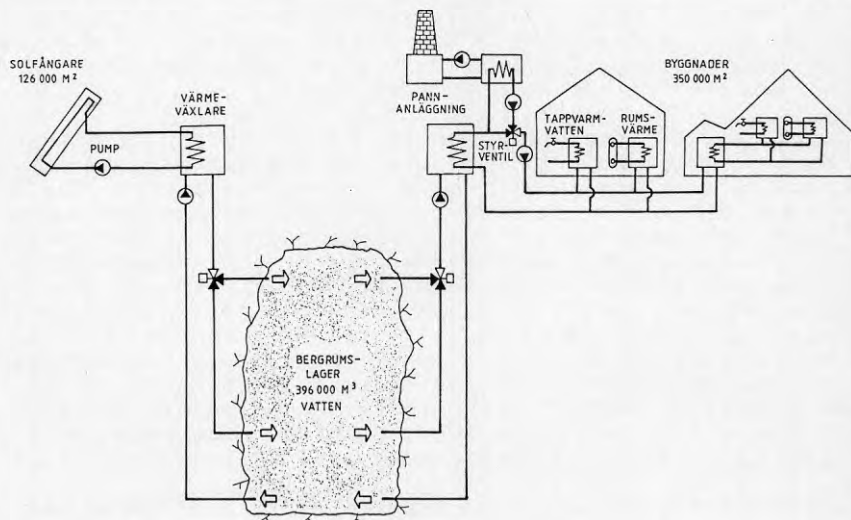 SOLFÅNGARE
126 000 M²
VÄRME-
VÄXLARE
PUMP
PANN-
ANLÄGGNING
STYR-
VENTIL
TAPPVARM-
VATTEN
RUMS-
VÄRME
BYGGNADER
350 000 M²
BERGRUMS-
LAGER
396 000 M³
VATTEN